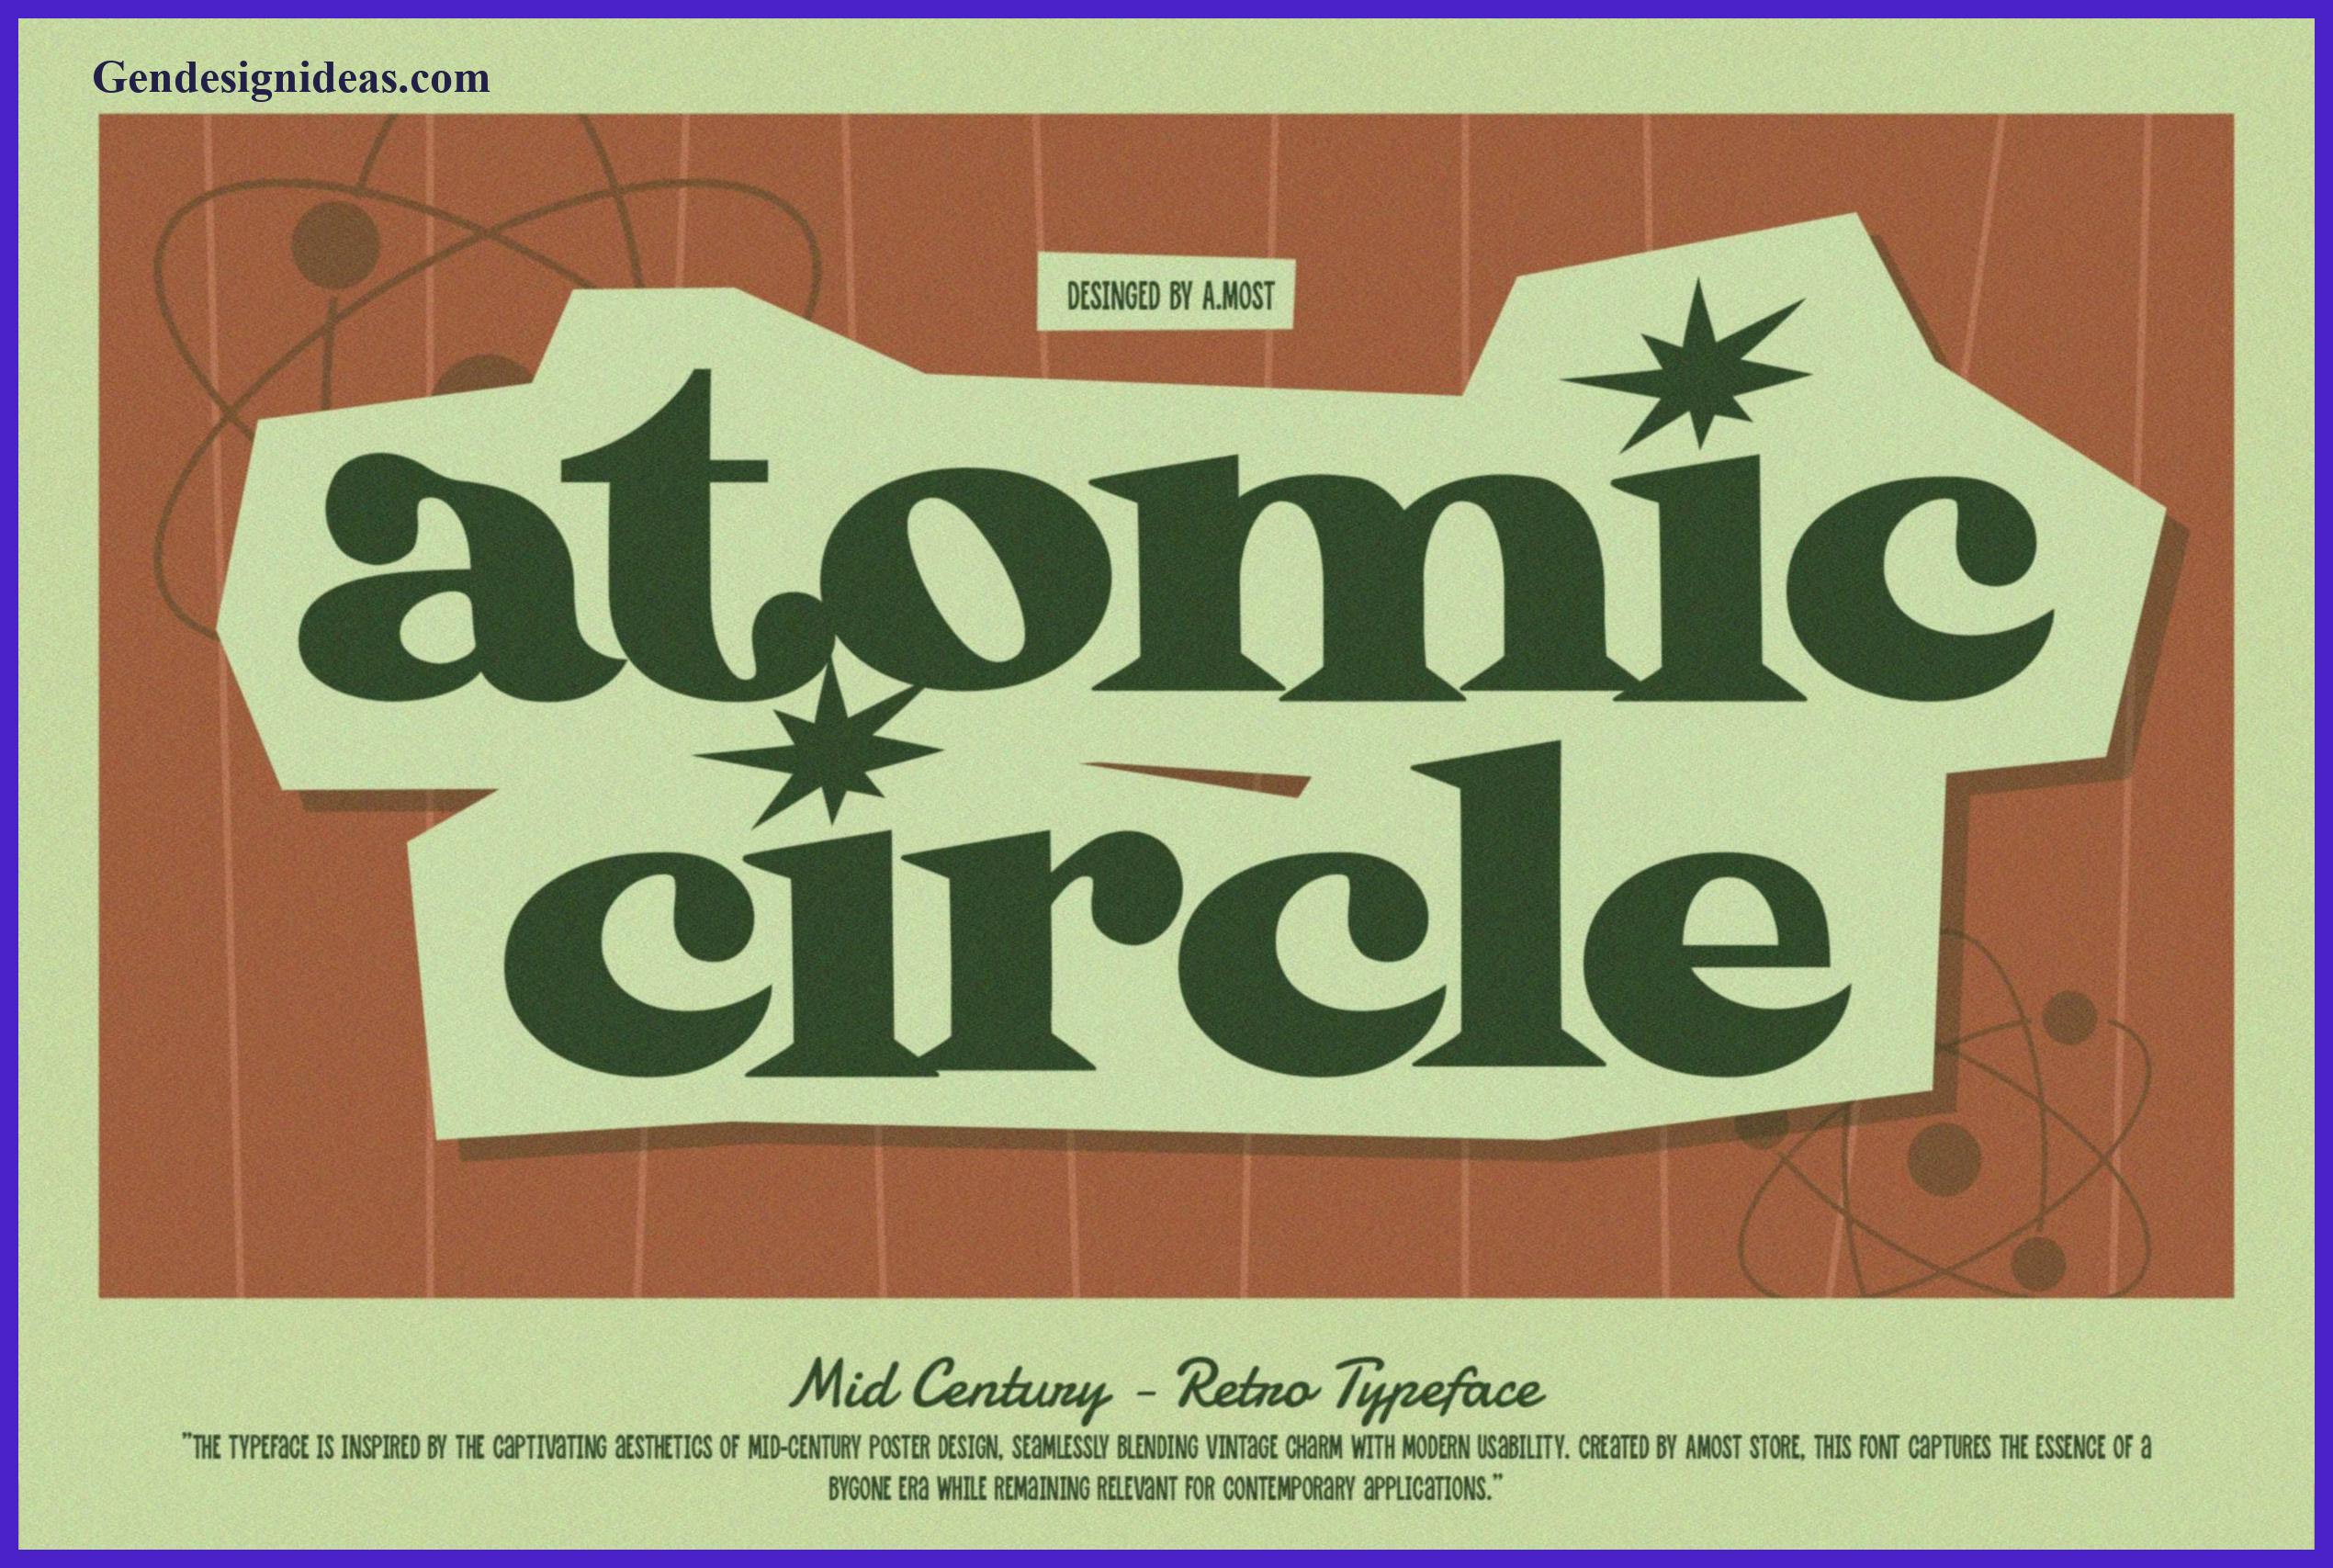 Gendesignideas.com
DESINGED BY A.MOST
atomic
circle
Mid Century - Retro Typeface
"THE TYPEFaCE IS INSPIRED BY THE CaPTIVaTING aESTHETICS OF MID-CENTURY POSTER DESIGN, SEaMLESSLY BLENDING VINTaGE CHaRM WITH MODERN USaBILITY. CREaTED BY AMOST STORE, THIS FONT CaPTURES THE ESSENCE OF a
BYGONE ERa WHILE REMaINING RELEVaNT FOR CONTEMPORaRY aPPLICaTIONS."